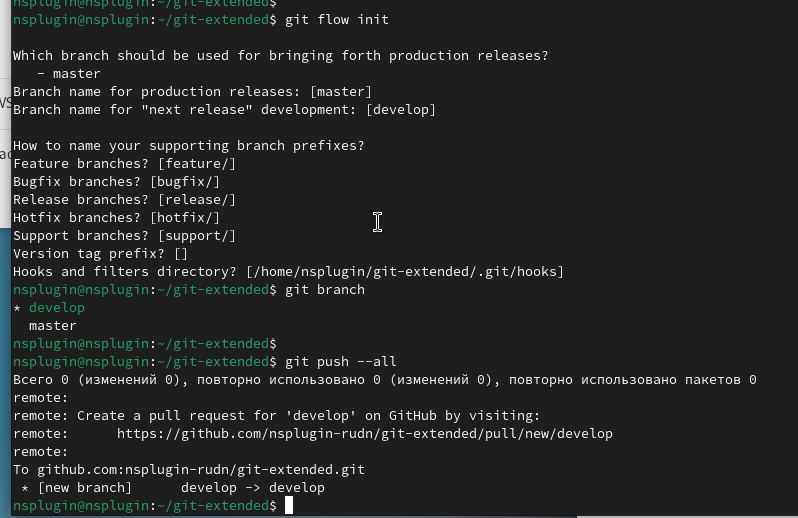 nsplugin@nsplugin:~/git-extended$
nsplugin@nsplugin:~/git-extended$ git flow init
Which branch should be used for bringing forth production releases?
   - master
Branch name for production releases: [master]
Branch name for "next release" development: [develop]
How to name your supporting branch prefixes?
Feature branches? [feature/]
Bugfix branches? [bugfix/]
Release branches? [release/]
Hotfix branches? [hotfix/]
Support branches? [support/]
Version tag prefix? []
Hooks and filters directory? [/home/nsplugin/git-extended/.git/hooks]
nsplugin@nsplugin:~/git-extended$ git branch
* develop
  master
nsplugin@nsplugin:~/git-extended$
nsplugin@nsplugin:~/git-extended$ git push --all
Всего 0 (изменений 0), повторно использовано 0 (изменений 0), повторно использовано пакетов 0
remote:
remote: Create a pull request for 'develop' on GitHub by visiting:
remote:      https://github.com/nsplugin-rudn/git-extended/pull/new/develop
remote:
To github.com:nsplugin-rudn/git-extended.git
 * [new branch]      develop -> develop
nsplugin@nsplugin:~/git-extended$